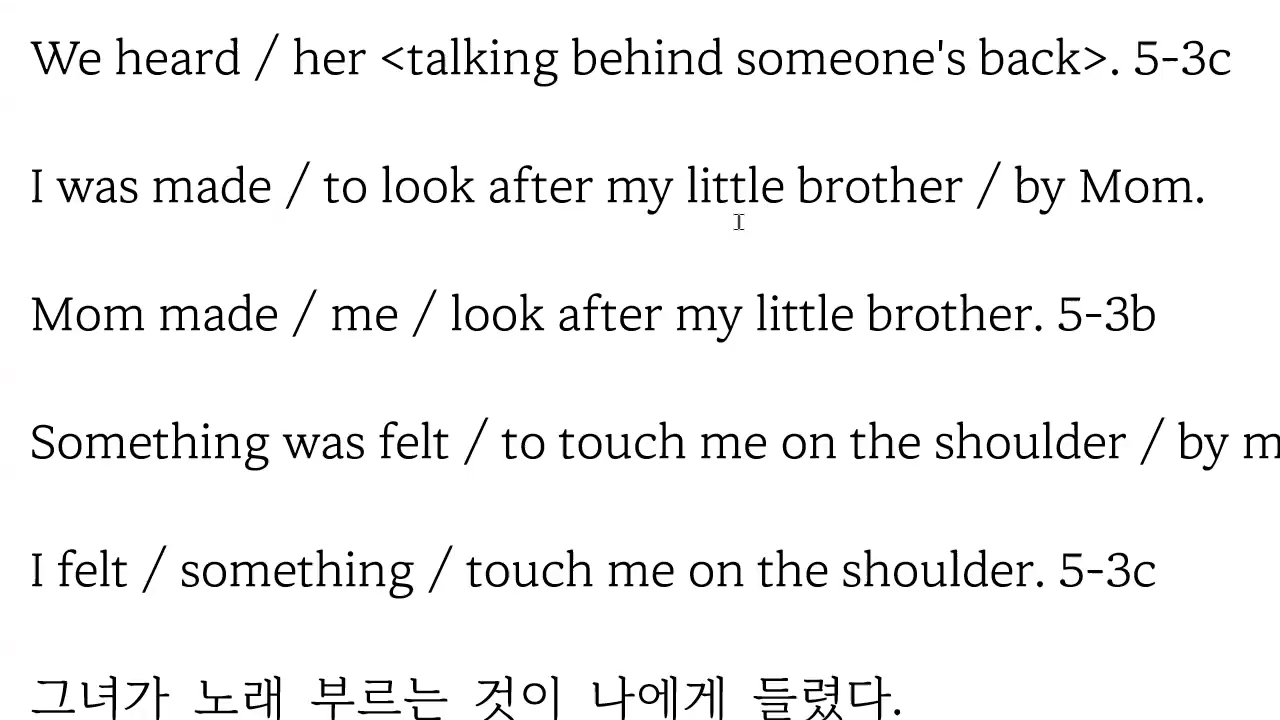 We heard / her <talking behind someone's back>. 5-3c
I was made / to look after my little brother / by Mom.
Mom made / me / look after my little brother. 5-3b
Something was felt / to touch me on the shoulder / by
I felt / something / touch me on the shoulder. 5-3c
그녀가 노래 부르는 것이 나에게 들렸다.